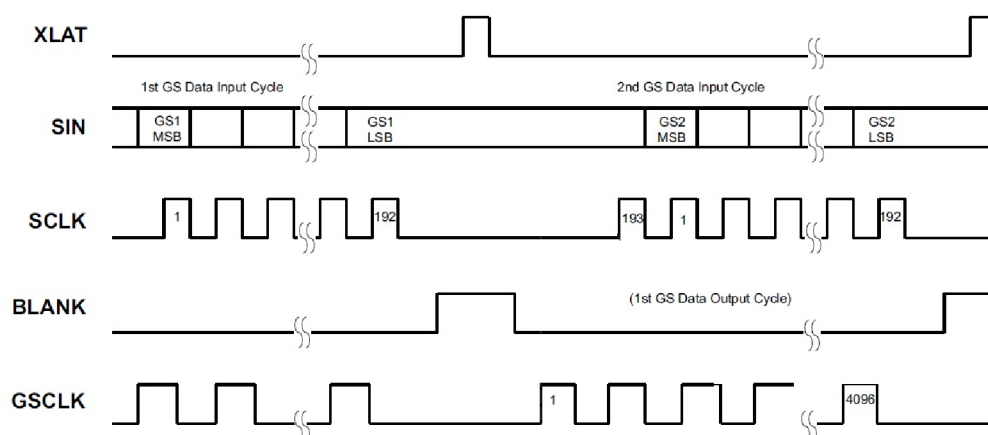 XLAT
1st GS Data Input Cycle
2nd GS Data Input Cycle
SIN
GS1
MSB
GS1
LSB
GS2
MSB
GS2
LSB
SCLK
1
192
193
1
192
BLANK
(1st GS Data Output Cycle)
GSCLK
1
4096